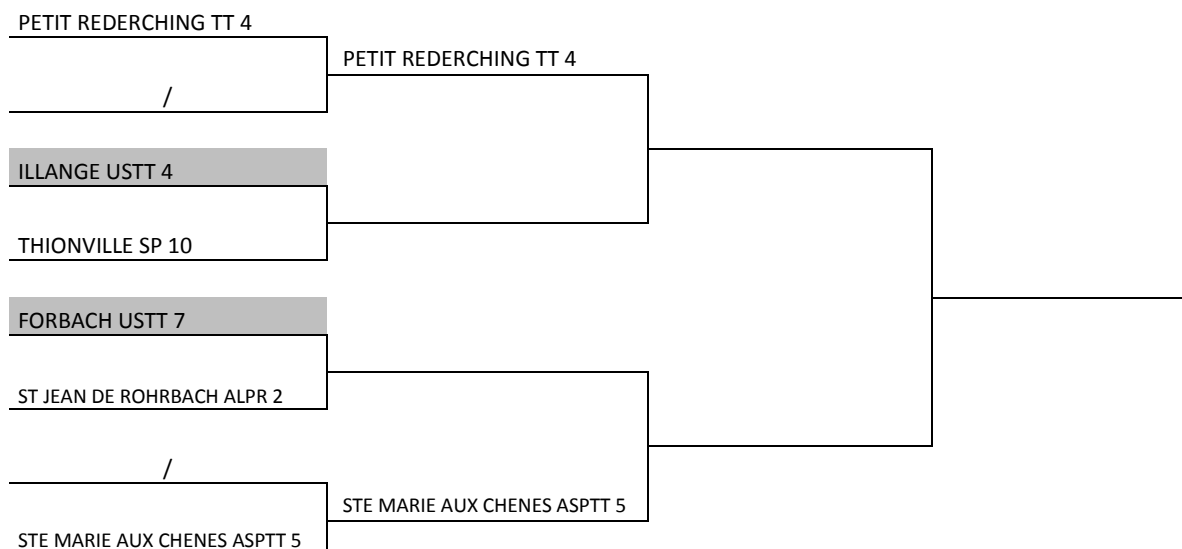 PETIT REDERCHING TT 4
PETIT REDERCHING TT 4
/
ILLANGE USTT 4
THIONVILLE SP 10
FORBACH USTT 7
ST JEAN DE ROHRBACH ALPR 2
/
STE MARIE AUX CHENES ASPTT 5
STE MARIE AUX CHENES ASPTT 5